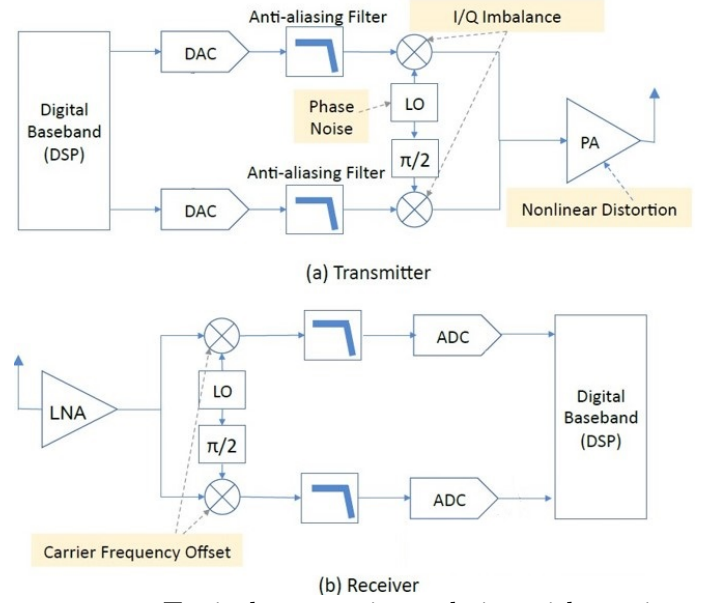 Anti-aliasing Filter
I/Q Imbalance
DAC
Digital
Baseband
(DSP)
Phase
Noise
LO
π/2
PA
Anti-aliasing Filter
DAC
Nonlinear Distortion
(a) Transmitter
ADC
LNA
LO
π/2
Digital
Baseband
(DSP)
ADC
Carrier Frequency Offset
(b) Receiver